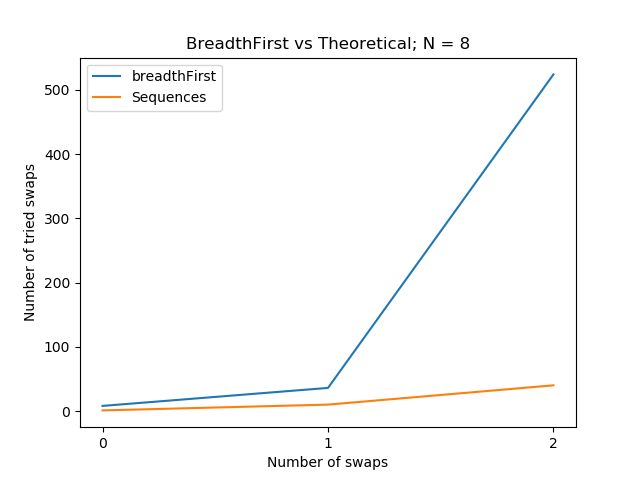 BreadthFirst vs Theoretical; N = 8
breadthFirst
Sequences
Number of tried swaps
500
400
300
200
100
0
0 1 2
Number of swaps